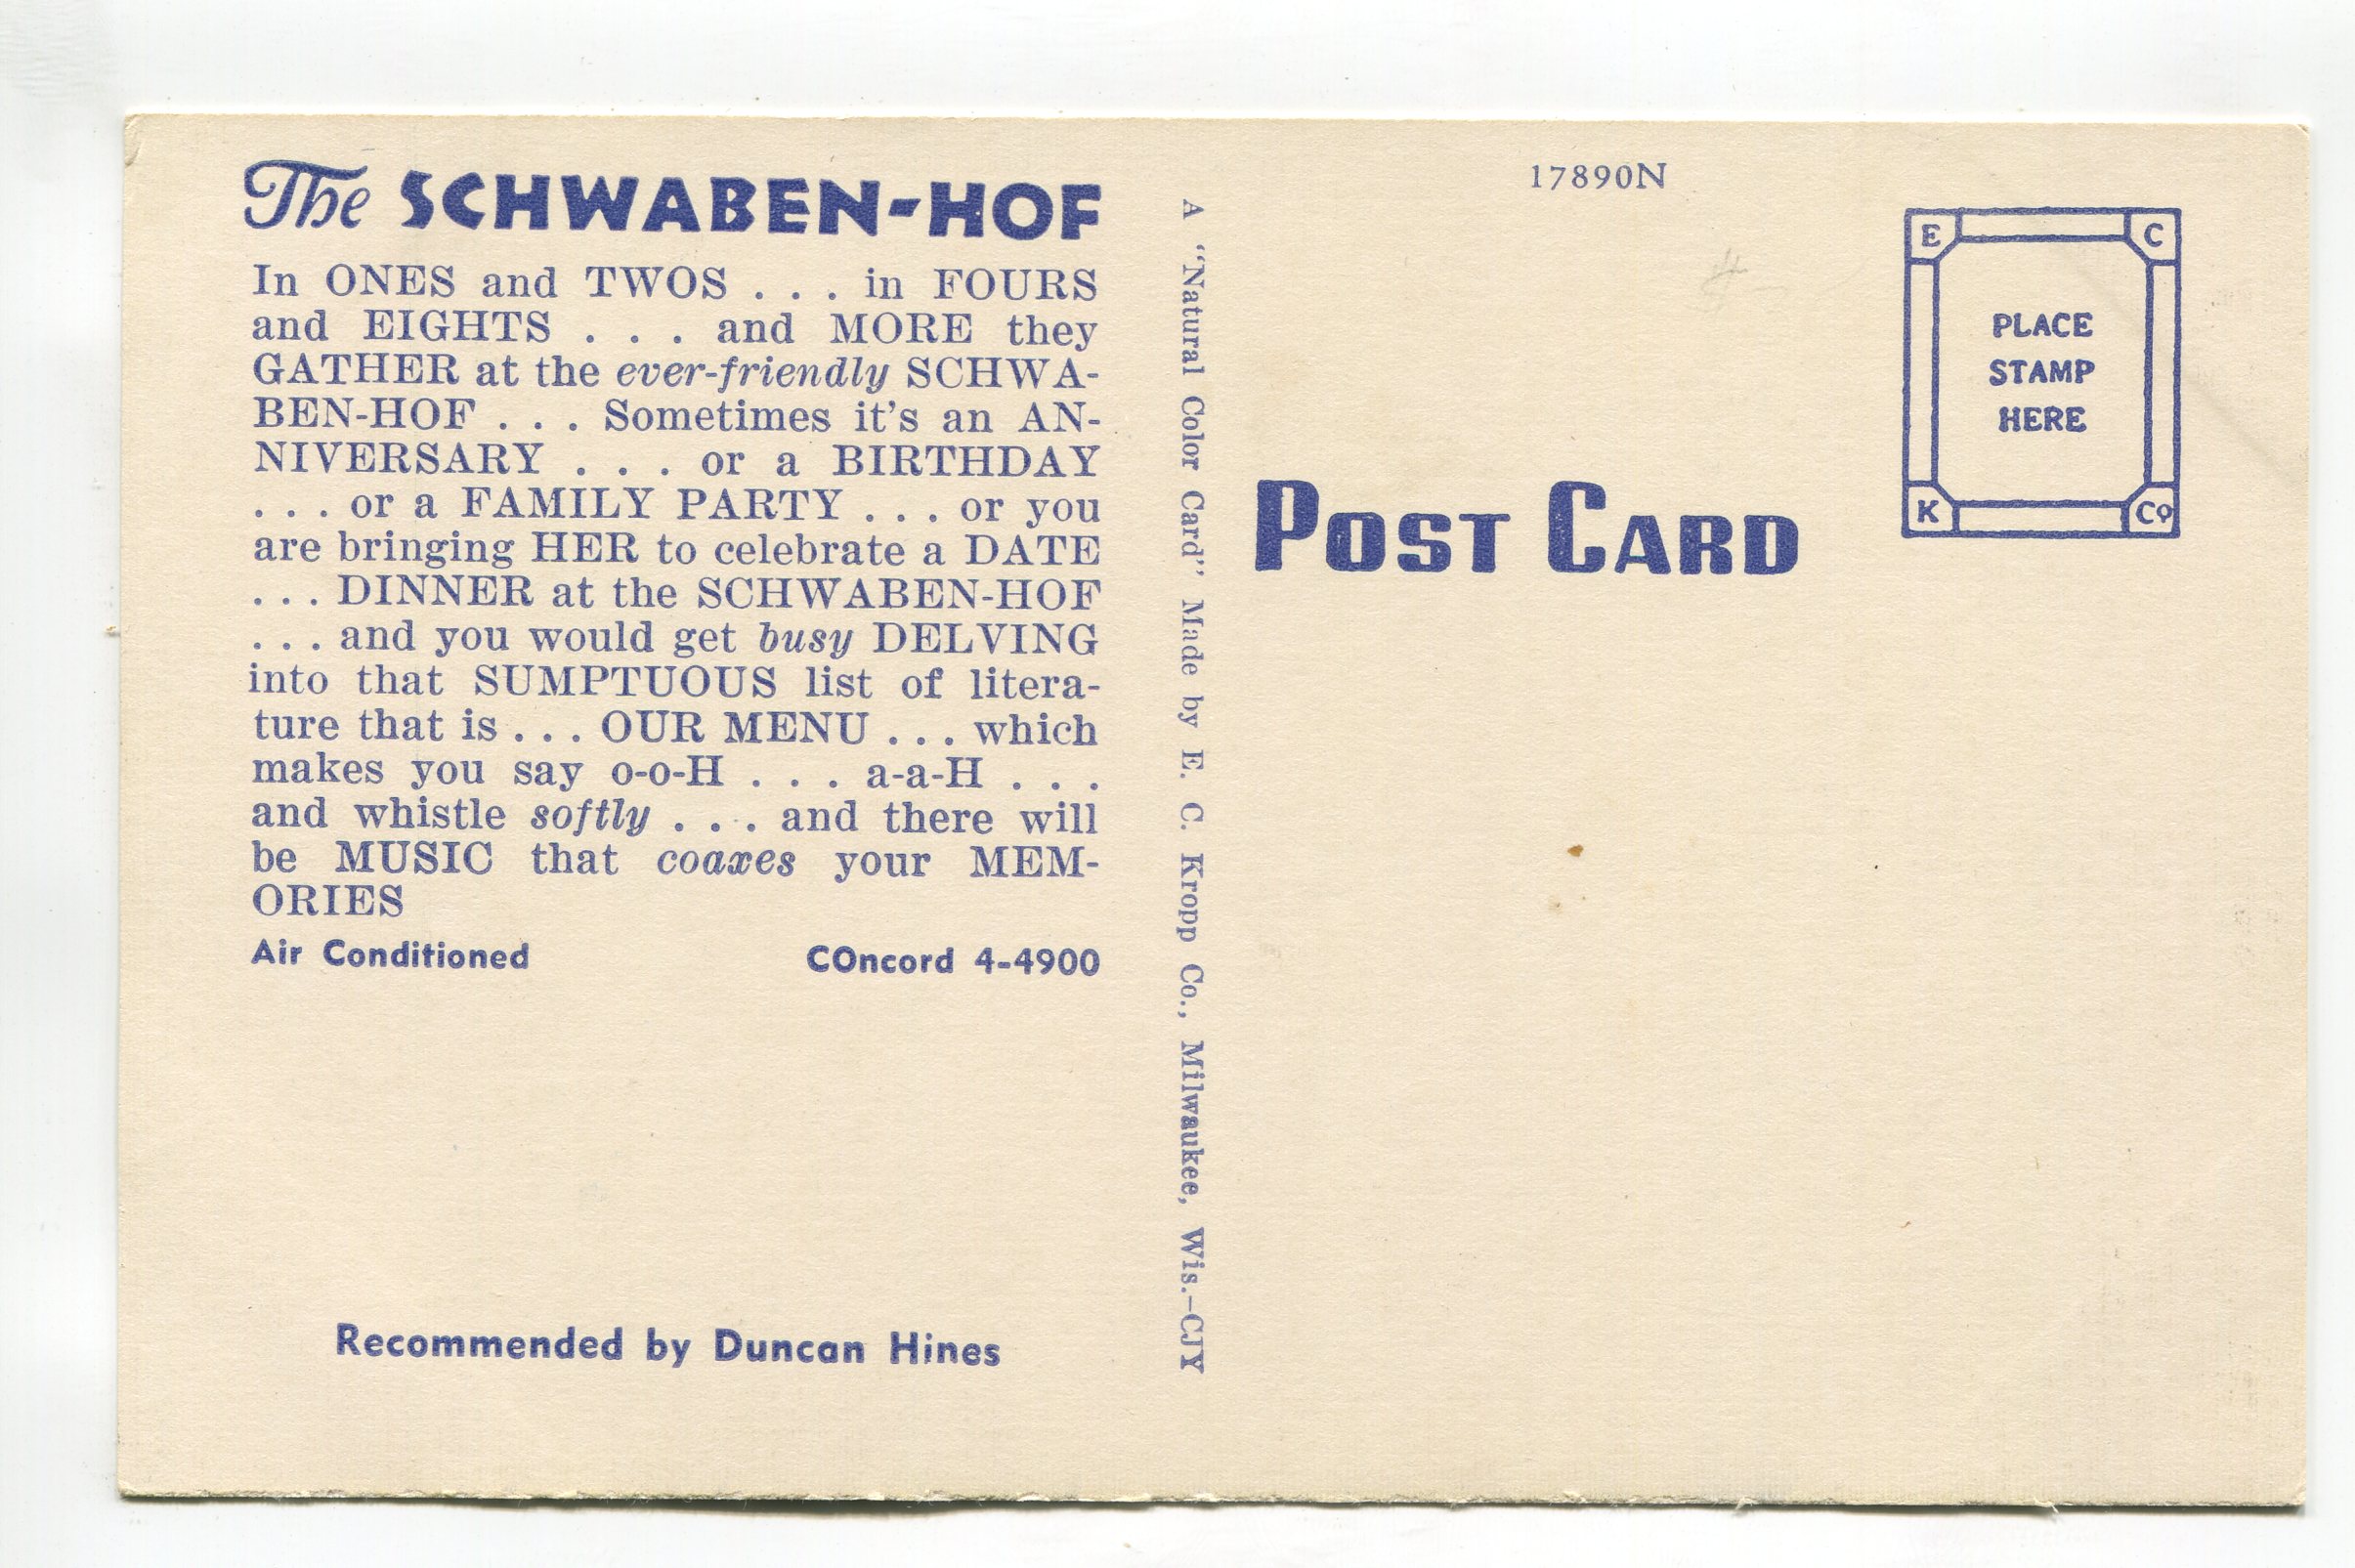 The SCHWABEN-HOF
In ONES and TWOS . . . in FOURS
and EIGHTS . . . and MORE they
GATHER at the ever-friendly SCHWA-
BEN-HOF . . . Sometimes it's an AN-
NIVERSARY . . . or a BIRTHDAY
. . . or a FAMILY PARTY . . . or you
are bringing HER to celebrate a DATE
. . . DINNER at the SCHWABEN-HOF
. . . and you would get busy DELVING
into that SUMPTUOUS list of litera-
ture that is . . . OUR MENU . . . which
makes you say o-o-H . . . a-a-H . . .
and whistle softly . . . and there will
be MUSIC that coaxes your MEM-
ORIES
Air Conditioned COncord 4-4900
Recommended by Duncan Hines
A "Natural Color Card" Made by E. C. Kropp Co., Milwaukee, Wis.—CJY
17890N
POST CARD
E C
PLACE
STAMP
HERE
K Co